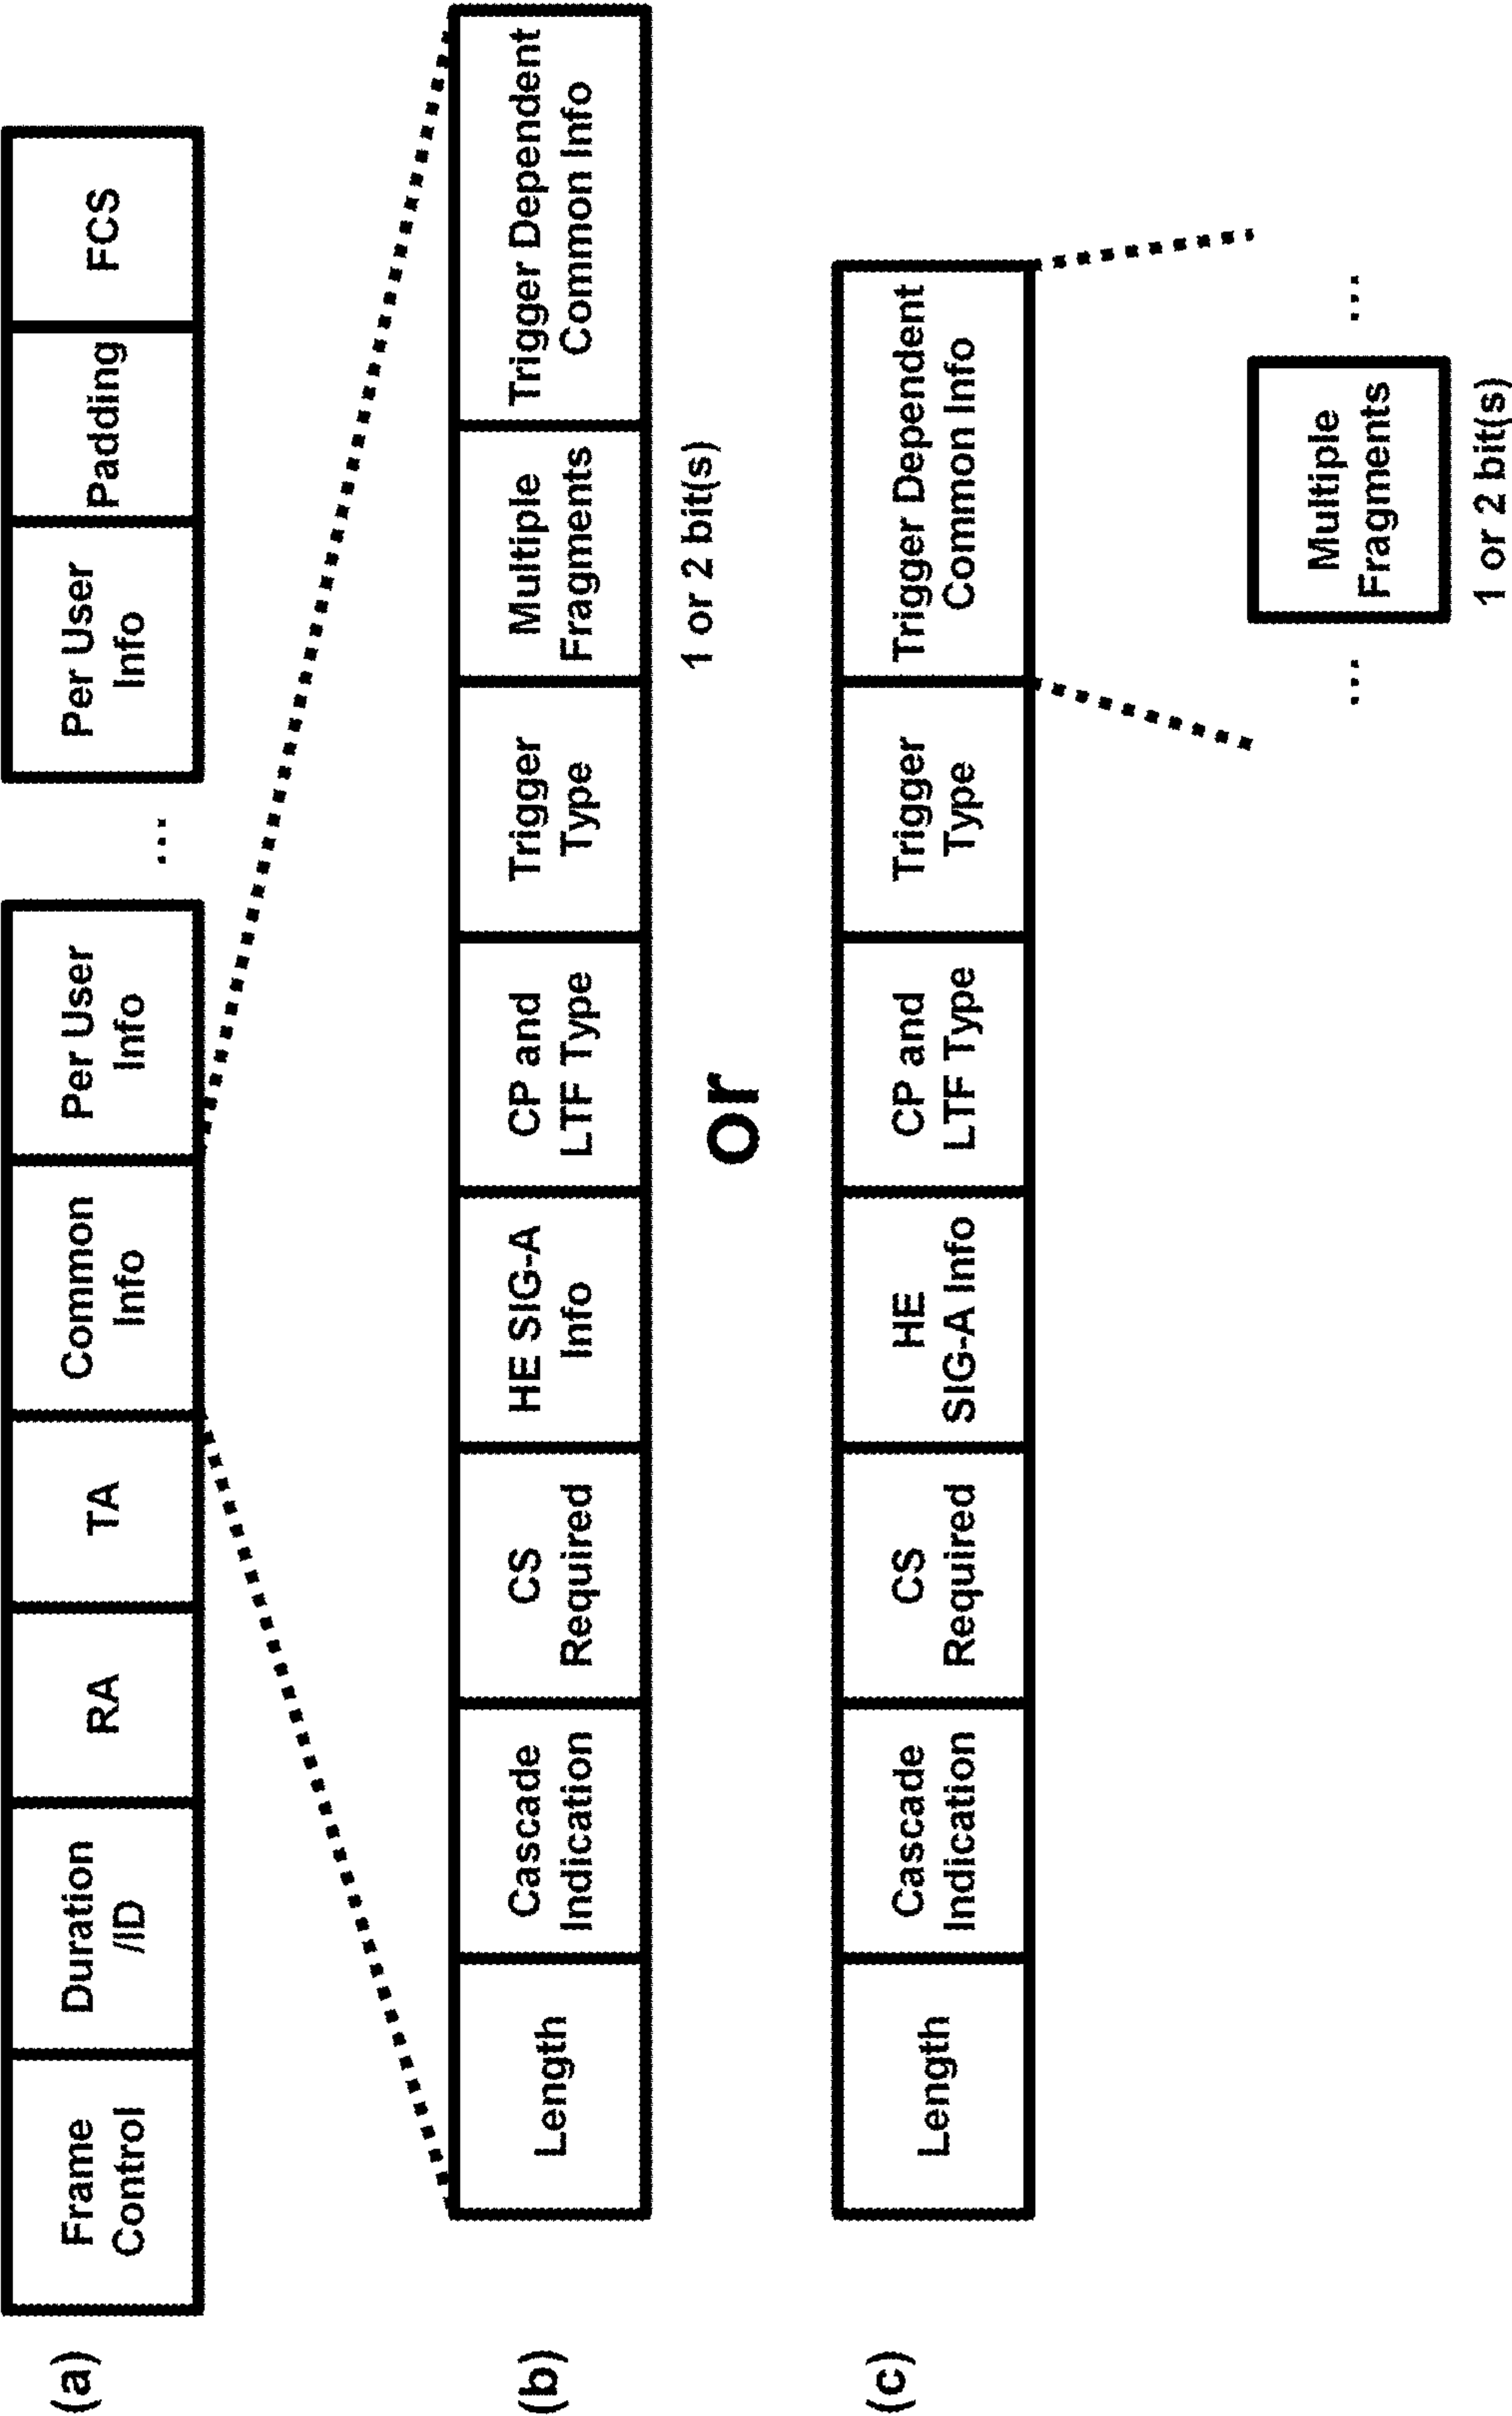 (a)
Frame
Control
Duration
/ID
RA
TA
Common
Info
Per User
Info
...
Per User
Info
Padding
FCS
(b)
Length
Cascade
Indication
CS
Required
HE SIG-A
Info
CP and
LTF Type
Trigger
Type
Multiple
Fragments
Trigger Dependent
Common Info
1 or 2 bit(s)
or
(c)
Length
Cascade
Indication
CS
Required
HE
SIG-A Info
CP and
LTF Type
Trigger
Type
Trigger Dependent
Common Info
...
Multiple
Fragments
...
1 or 2 bit(s)